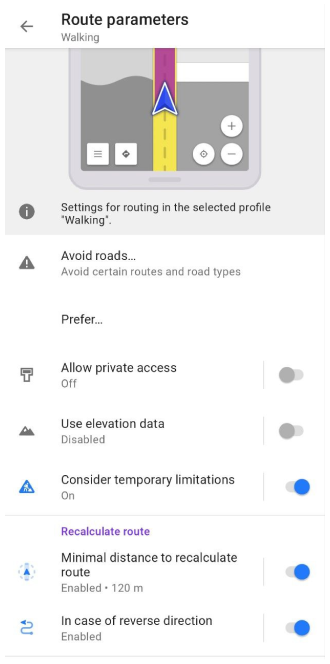 Route parameters
Walking
Settings for routing in the selected profile
"Walking".
Avoid roads...
Avoid certain routes and road types
Prefer...
Allow private access
Off
Use elevation data
Disabled
Consider temporary limitations
On
Recalculate route
Minimal distance to recalculate
route
Enabled • 120 m
In case of reverse direction
Enabled